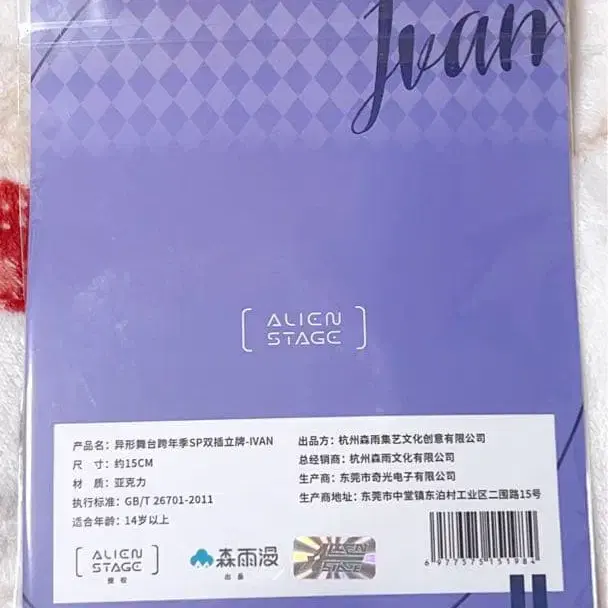 Ivan
ALIEN
STAGE
产品名：异形舞台跨年季SP双插立牌-IVAN
尺 寸：约15CM
材 质：亚克力
执行标准：GB/T 26701-2011
适合年龄：14岁以上
出品方：杭州森雨集艺文化创意有限公司
总经销商：杭州森雨文化有限公司
生产商：东莞市奇光电子有限公司
生产商地址：东莞市中堂镇东泊村工业区二围路15号
ALIEN
STAGE
授权
森雨漫
出品
ALIEN
STAGE
6 977575 151984